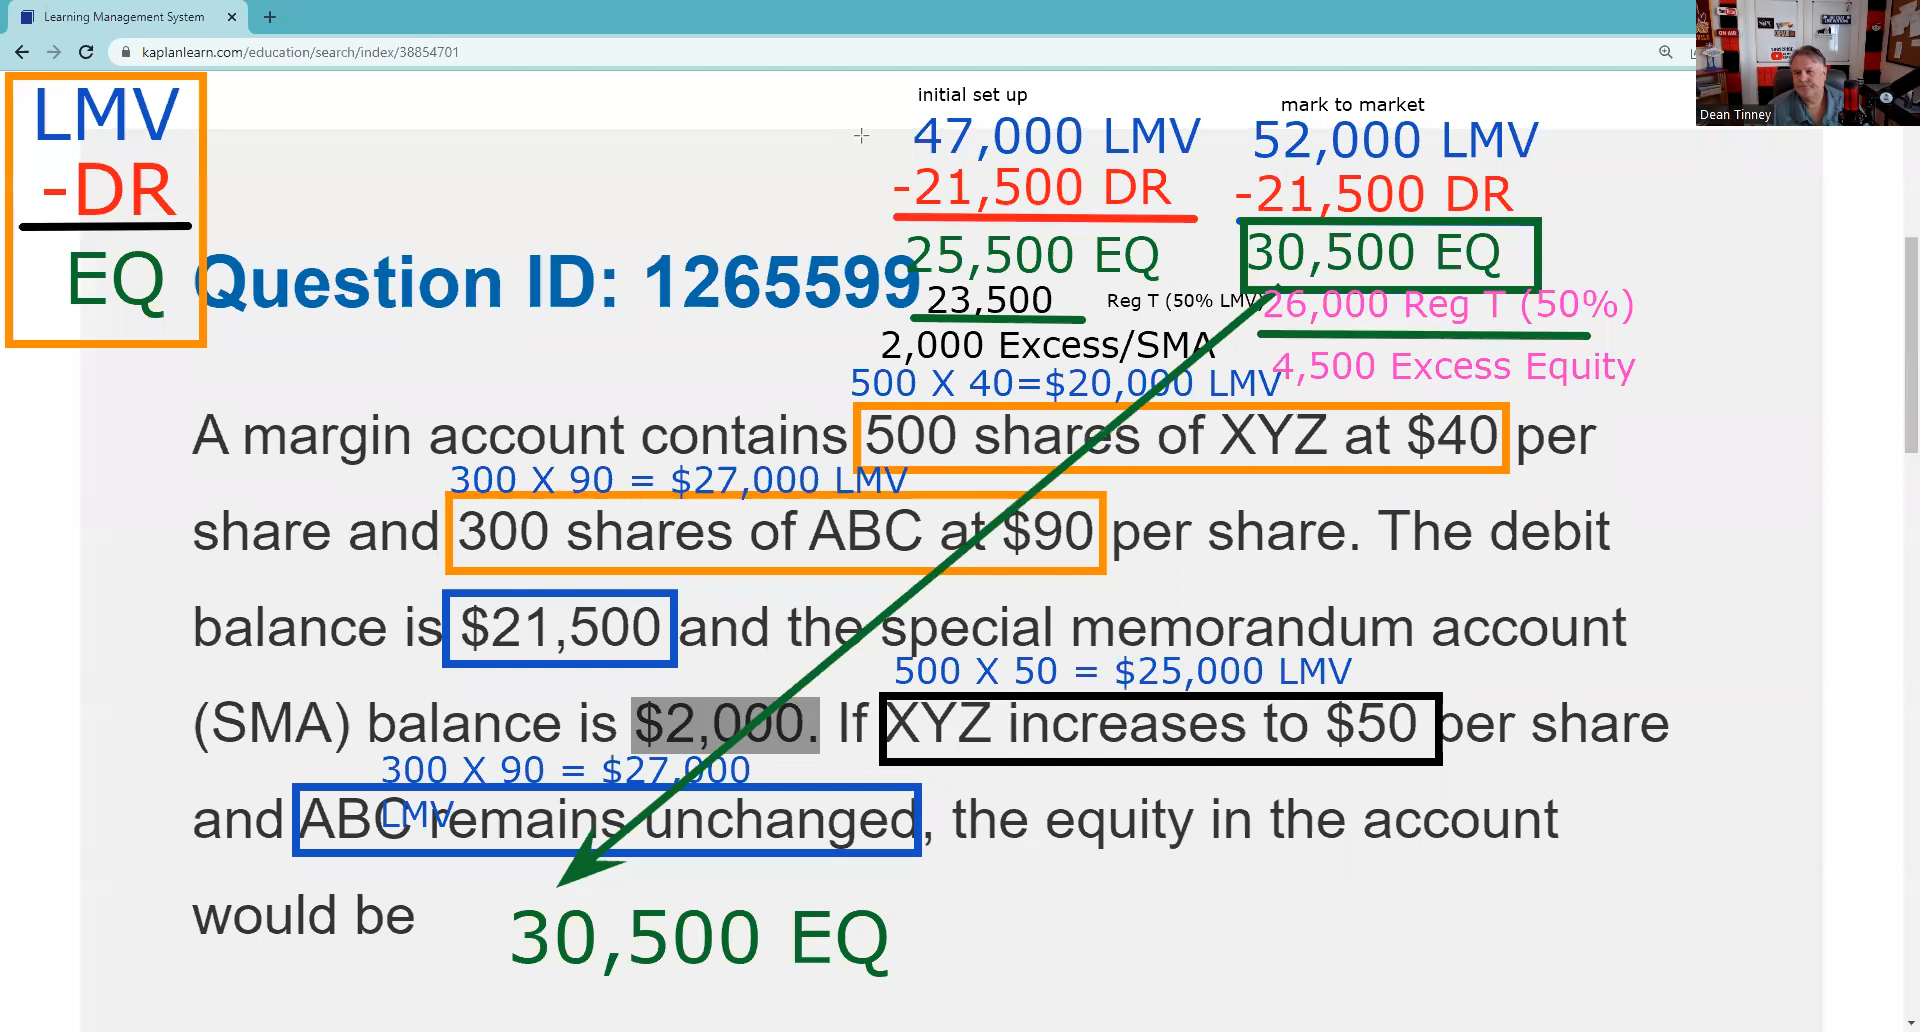 Learning Management System
kaplanlearn.com/education/search/index/38854701
ON AIR
SIPC
Dean Tinney
LMV
-DR
EQ
initial set up
47,000 LMV
-21,500 DR
25,500 EQ
23,500 Reg T (50% LMV)
2,000 Excess/SMA
mark to market
52,000 LMV
-21,500 DR
30,500 EQ
26,000 Reg T (50%)
4,500 Excess Equity
Question ID: 1265599
500 X 40=$20,000 LMV
A margin account contains 500 shares of XYZ at $40 per
300 X 90 = $27,000 LMV
share and 300 shares of ABC at $90 per share. The debit
balance is $21,500 and the special memorandum account
500 X 50 = $25,000 LMV
(SMA) balance is $2,000. If XYZ increases to $50 per share
300 X 90 = $27,000
LMV
and ABC remains unchanged, the equity in the account
would be
30,500 EQ